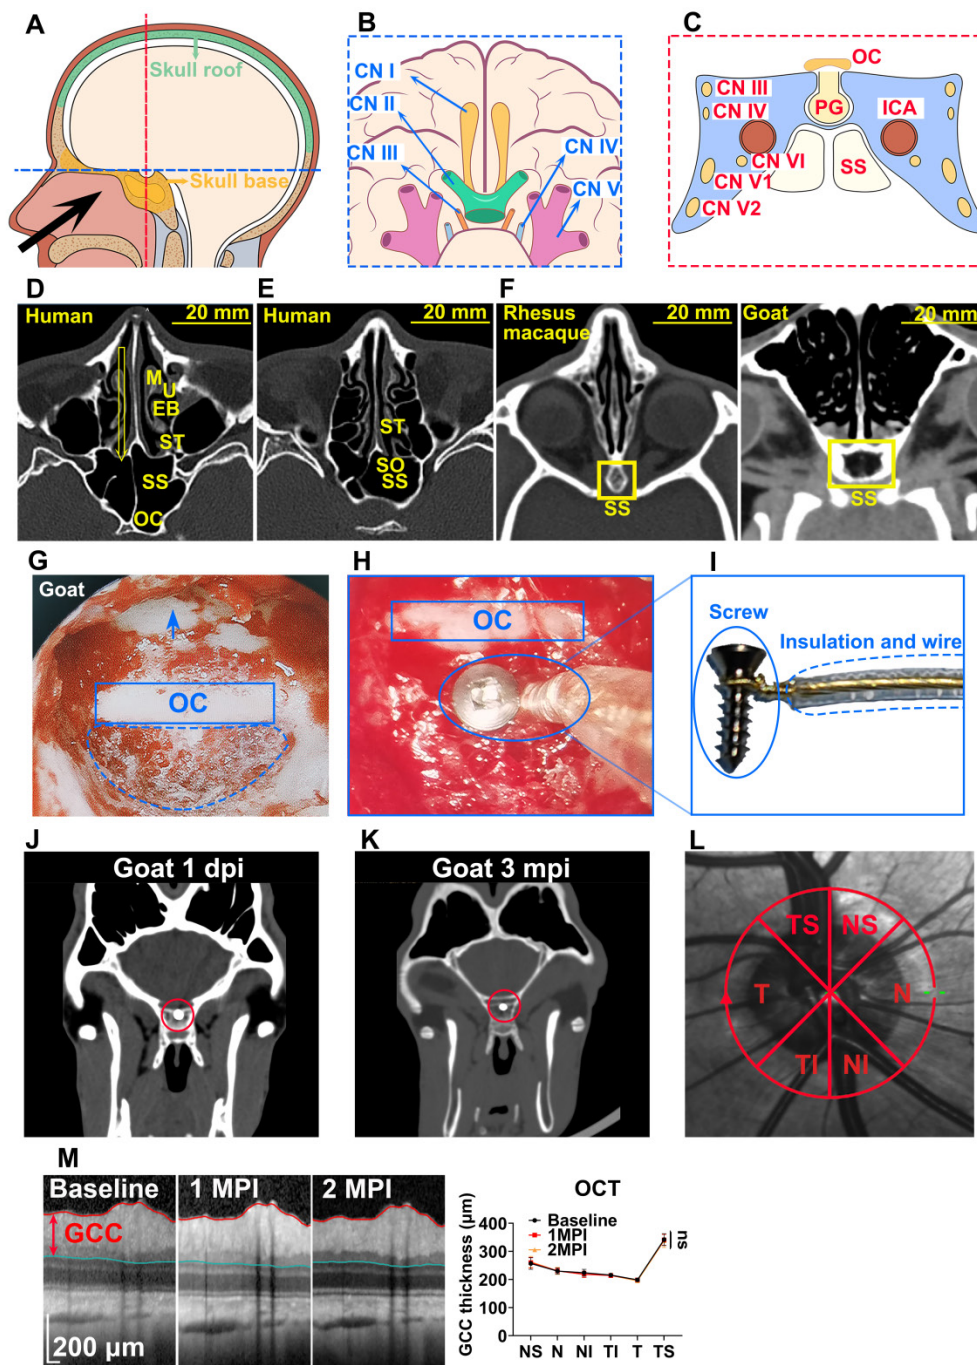 A
Skull roof
Skull base
B
CN I
CN II
CN III
CN IV
CN V
C
OC
CN III
CN IV
PG
ICA
CN VI
SS
CN V1
CN V2
D
Human
20 mm
M
U
EB
ST
SS
OC
E
Human
20 mm
ST
SO
SS
F
Rhesus
macaque
20 mm
SS
Goat
20 mm
SS
G
Goat
OC
H
OC
I
Screw
Insulation and wire
J
Goat 1 dpi
K
Goat 3 mpi
L
TS
NS
T
N
TI
NI
M
Baseline
1 MPI
2 MPI
GCC
200 µm
OCT
Baseline
1MPI
2MPI
ns
GCC thickness (µm)
400
300
200
100
0
NS N NI TI T TS